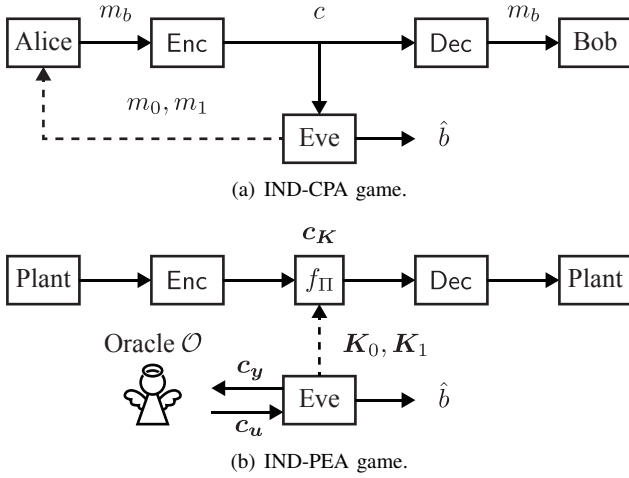 m_b c m_b
Alice Enc Dec Bob
m_0, m_1
Eve b̂
(a) IND-CPA game.
c_K
Plant Enc f_Π Dec Plant
Oracle 𝒪 K_0, K_1
c_y
Eve b̂
c_u
(b) IND-PEA game.